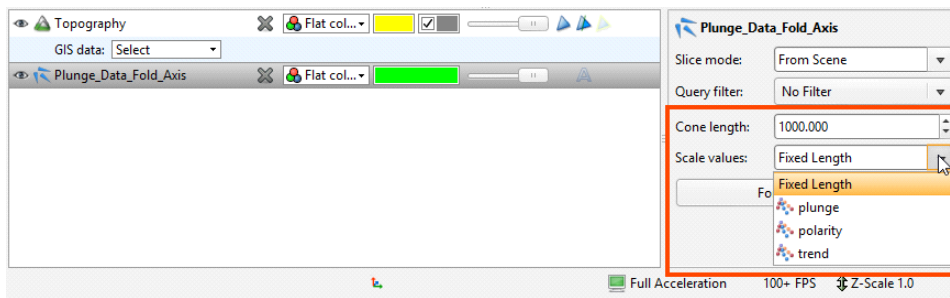 Topography
Flat col...
GIS data: Select
Plunge_Data_Fold_Axis
Flat col...
Plunge_Data_Fold_Axis
Slice mode: From Scene
Query filter: No Filter
Cone length: 1000.000
Scale values: Fixed Length
Fixed Length
Fo
plunge
polarity
trend
Full Acceleration 100+ FPS Z-Scale 1.0